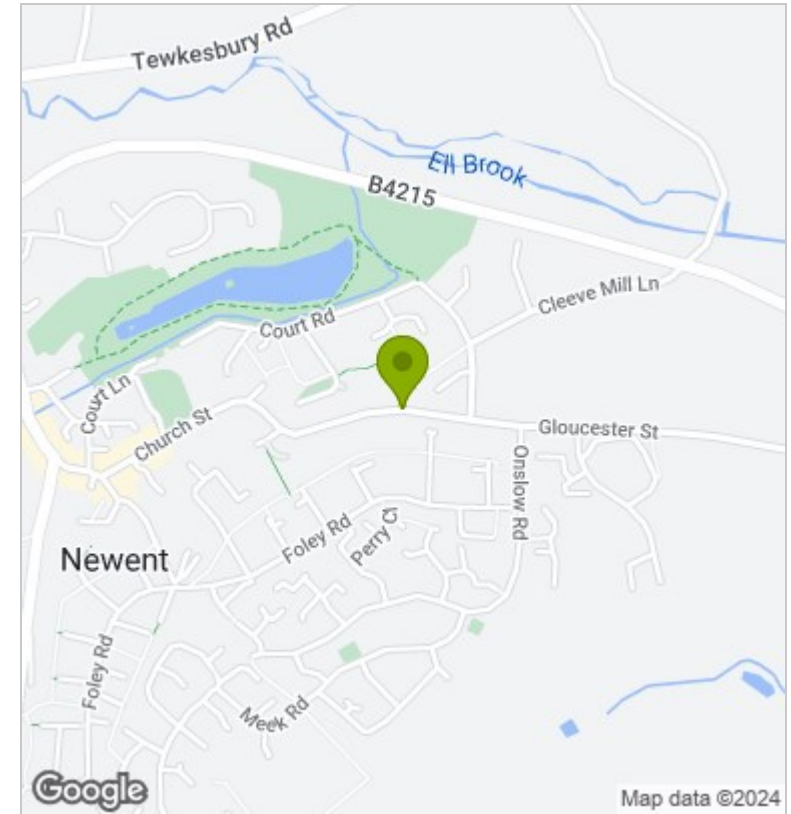 Tewkesbury Rd
Ell Brook
B4215
Cleeve Mill Ln
Court Rd
Court Ln
Church St
Gloucester St
Onslow Rd
Foley Rd
Perry Cl
Newent
Foley Rd
Meek Rd
Google
Map data ©2024